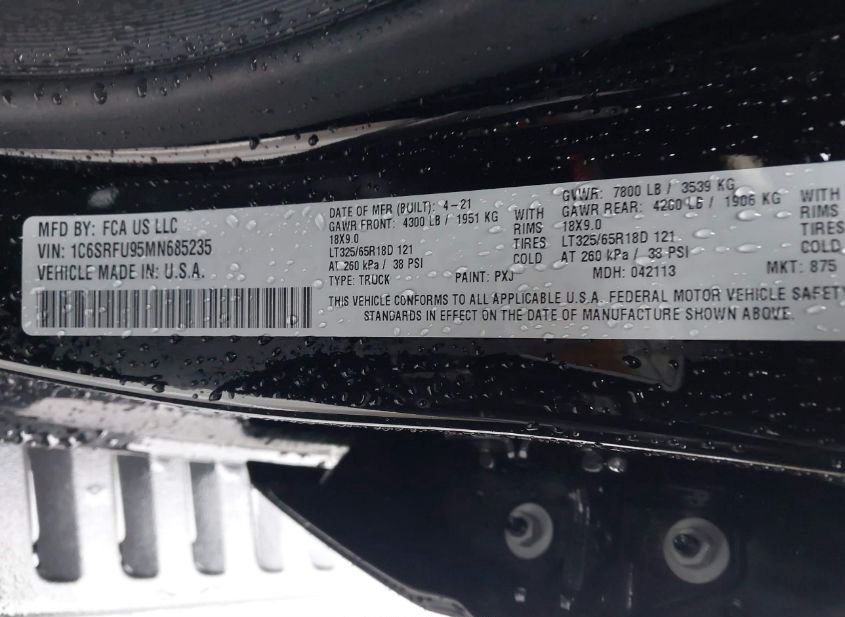 MFD BY: FCA US LLC
VIN: 1C6SRFU95MN685235
VEHICLE MADE IN: U.S.A.
DATE OF MFR (BUILT): 4-21
GAWR FRONT: 4300 LB / 1951 KG
18X9.0
LT325/65R18D 121
AT 260 kPa / 38 PSI
TYPE: TRUCK
WITH
RIMS
TIRES
COLD
PAINT: PXJ
GVWR: 7800 LB / 3539 KG
GAWR REAR: 4200 LB / 1906 KG
18X9.0
LT325/65R18D 121
AT 260 kPa / 38 PSI
MDH: 042113
WITH
RIMS
TIRES
COLD
MKT: 875
THIS VEHICLE CONFORMS TO ALL APPLICABLE U.S.A. FEDERAL MOTOR VEHICLE SAFETY
STANDARDS IN EFFECT ON THE DATE OF MANUFACTURE SHOWN ABOVE.